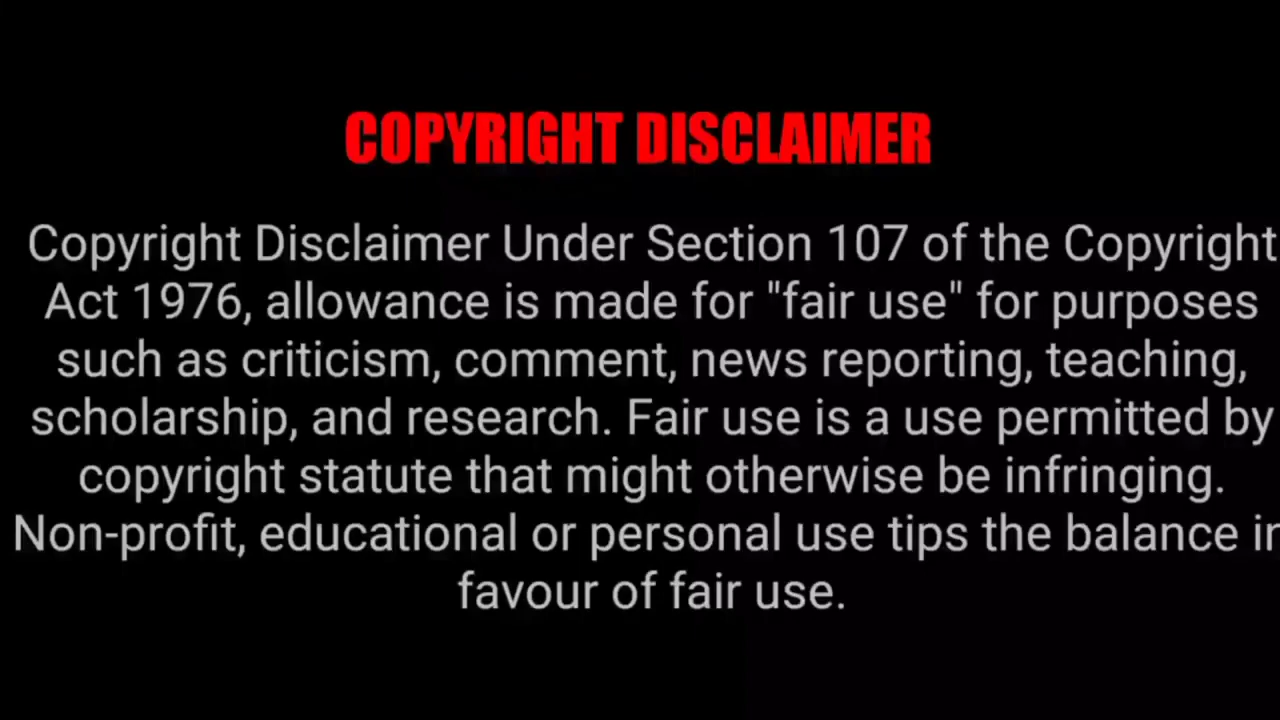 COPYRIGHT DISCLAIMER
Copyright Disclaimer Under Section 107 of the Copyright
Act 1976, allowance is made for "fair use" for purposes
such as criticism, comment, news reporting, teaching,
scholarship, and research. Fair use is a use permitted by
copyright statute that might otherwise be infringing.
Non-profit, educational or personal use tips the balance in
favour of fair use.